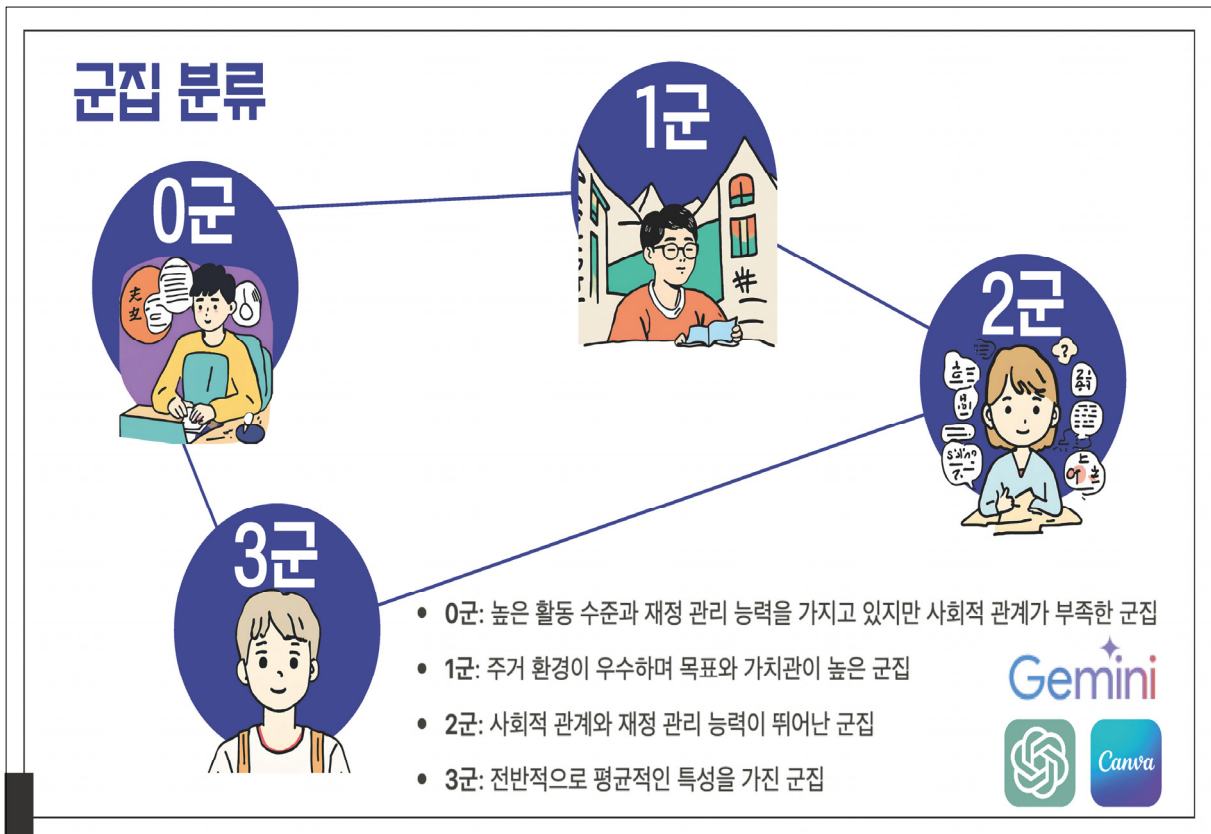 군집 분류
0군
1군
2군
3군
?
• 0군: 높은 활동 수준과 재정 관리 능력을 가지고 있지만 사회적 관계가 부족한 군집
• 1군: 주거 환경이 우수하며 목표와 가치관이 높은 군집
• 2군: 사회적 관계와 재정 관리 능력이 뛰어난 군집
• 3군: 전반적으로 평균적인 특성을 가진 군집
Gemini
Canva